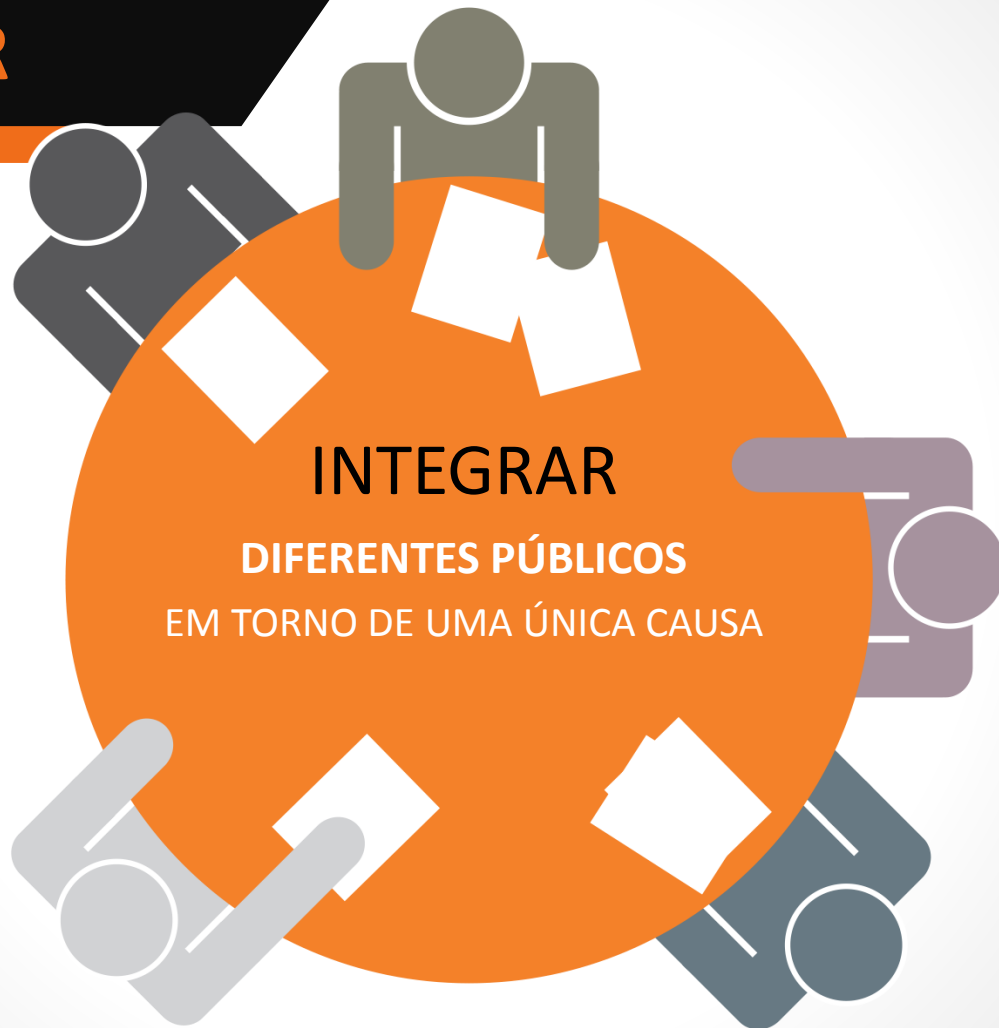 R
INTEGRAR
DIFERENTES PÚBLICOS
EM TORNO DE UMA ÚNICA CAUSA